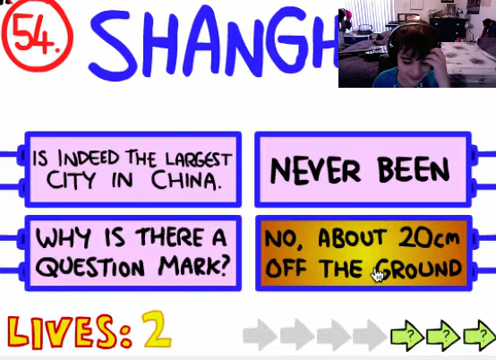 54.
SHANGH
IS INDEED THE LARGEST
CITY IN CHINA.
NEVER BEEN
WHY IS THERE A
QUESTION MARK?
NO, ABOUT 20cm
OFF THE GROUND
LIVES: 2
? ? ?